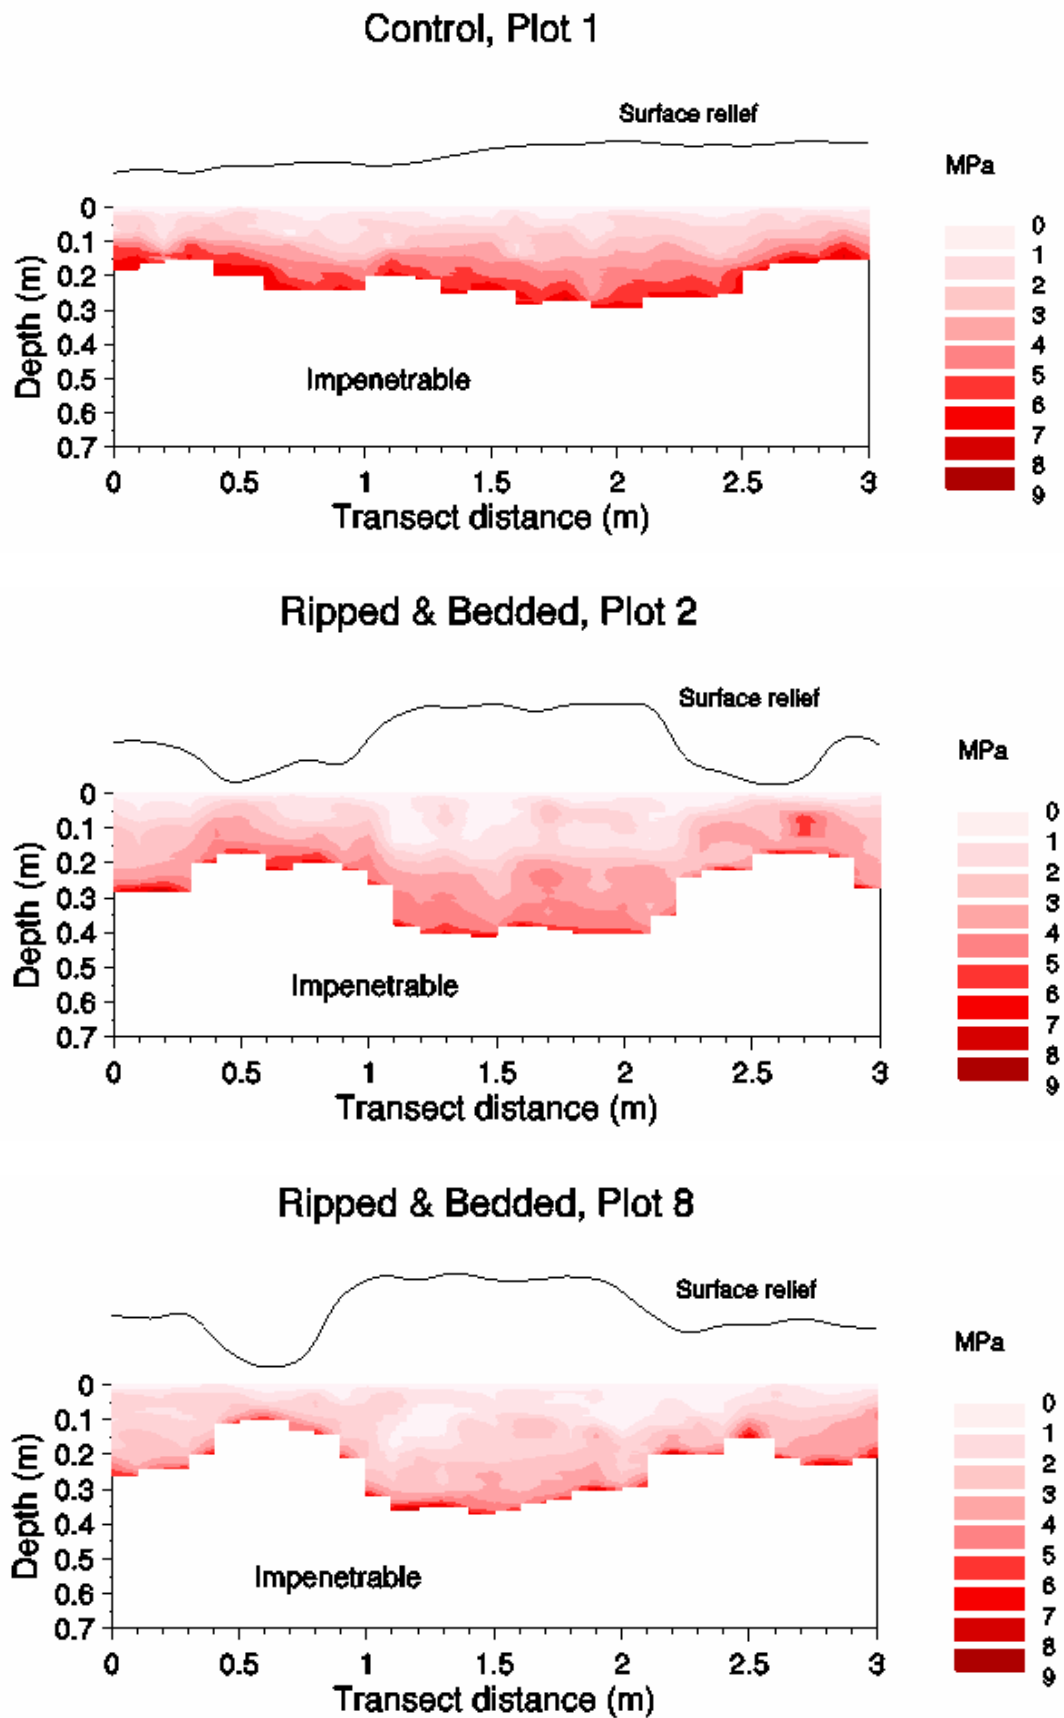 Control, Plot 1
Surface relief
MPa
0
1
2
3
4
5
6
7
8
9
0
0.1
0.2
0.3
0.4
0.5
0.6
0.7
Depth (m)
Impenetrable
0 0.5 1 1.5 2 2.5 3
Transect distance (m)
Ripped & Bedded, Plot 2
Surface relief
MPa
0
1
2
3
4
5
6
7
8
9
0
0.1
0.2
0.3
0.4
0.5
0.6
0.7
Depth (m)
Impenetrable
0 0.5 1 1.5 2 2.5 3
Transect distance (m)
Ripped & Bedded, Plot 8
Surface relief
MPa
0
1
2
3
4
5
6
7
8
9
0
0.1
0.2
0.3
0.4
0.5
0.6
0.7
Depth (m)
Impenetrable
0 0.5 1 1.5 2 2.5 3
Transect distance (m)